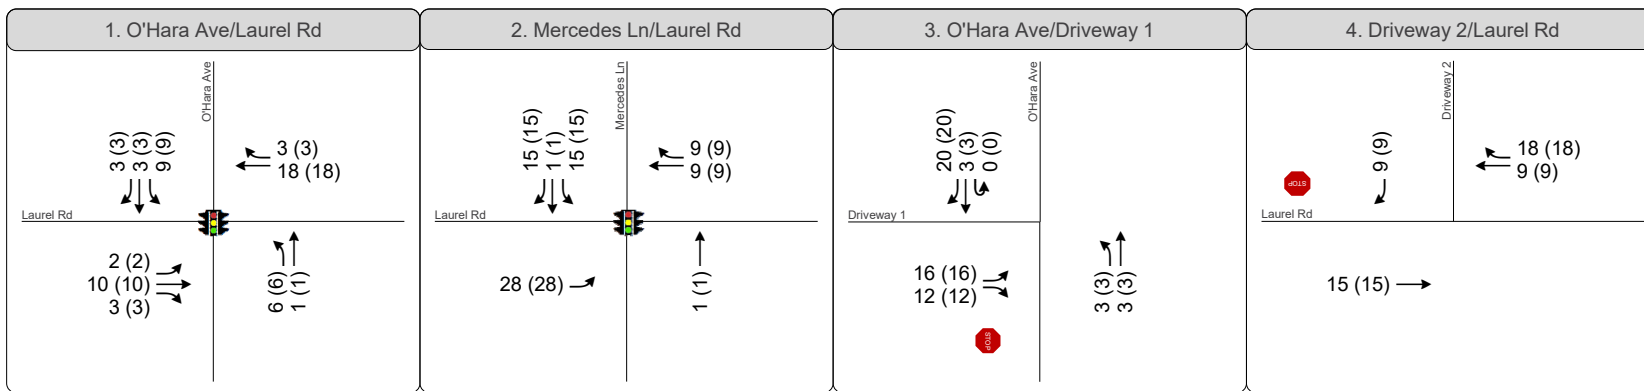 1. O'Hara Ave/Laurel Rd
O'Hara Ave
3 (3)
3 (3)
9 (9)
3 (3)
18 (18)
Laurel Rd
2 (2)
10 (10)
3 (3)
6 (6)
1 (1)
2. Mercedes Ln/Laurel Rd
Mercedes Ln
15 (15)
1 (1)
15 (15)
9 (9)
9 (9)
Laurel Rd
28 (28)
1 (1)
3. O'Hara Ave/Driveway 1
O'Hara Ave
20 (20)
3 (3)
0 (0)
Driveway 1
16 (16)
12 (12)
3 (3)
3 (3)
STOP
4. Driveway 2/Laurel Rd
Driveway 2
9 (9)
18 (18)
9 (9)
STOP
Laurel Rd
15 (15)